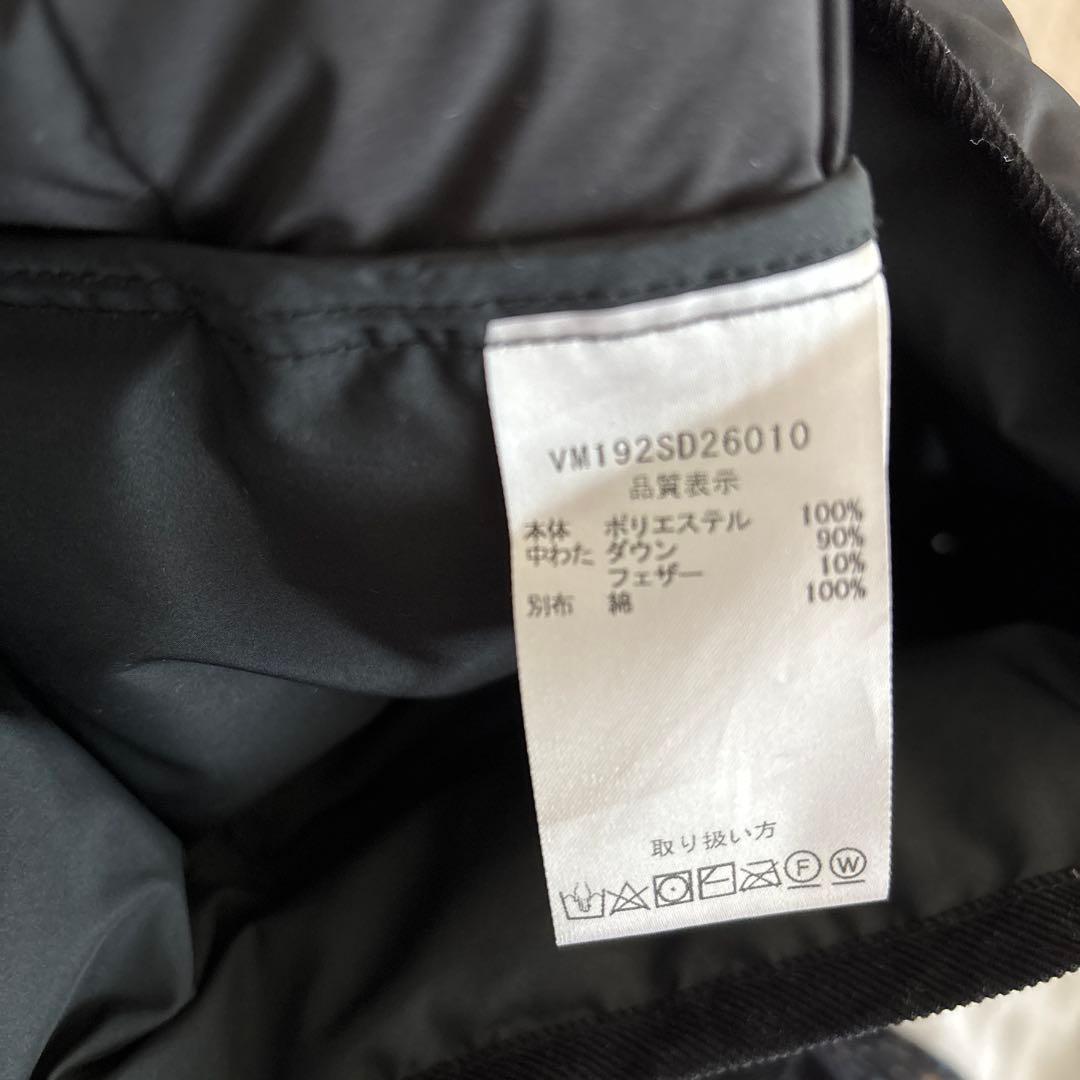 VM192SD26010
品質表示
本体 ポリエステル 100%
中わた ダウン 90%
フェザー 10%
別布 綿 100%
取り扱い方
F W